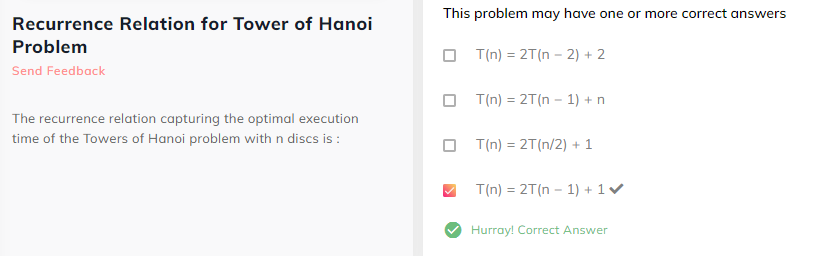 Recurrence Relation for Tower of Hanoi
Problem
Send Feedback
The recurrence relation capturing the optimal execution
time of the Towers of Hanoi problem with n discs is :
This problem may have one or more correct answers
T(n) = 2T(n − 2) + 2
T(n) = 2T(n − 1) + n
T(n) = 2T(n/2) + 1
T(n) = 2T(n − 1) + 1
Hurray! Correct Answer